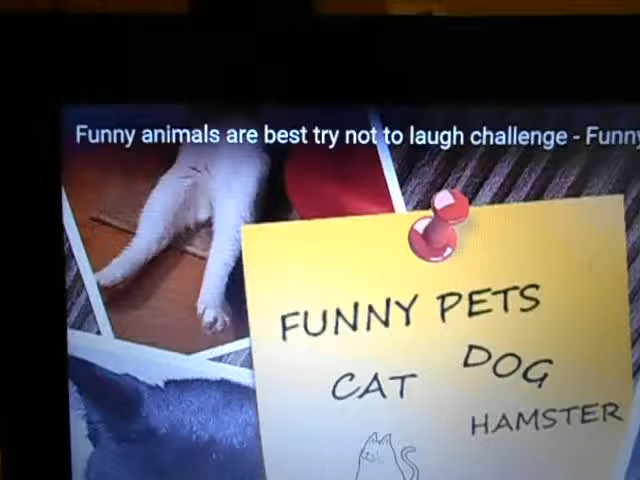 Funny animals are best try not to laugh challenge - Funny
FUNNY PETS
CAT DOG
HAMSTER